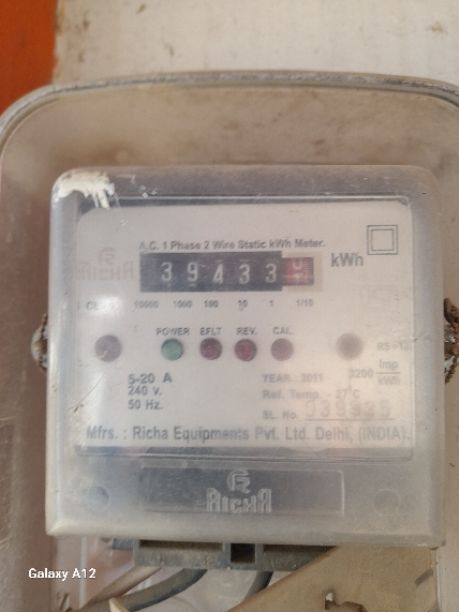 A.C. 1 Phase 2 Wire Static kWh Meter.
RICHA
39433
kWh
10000 1000 100 10 1 1/10
POWER EFLT REV. CAL.
5-20 A
240 V.
50 Hz.
YEAR. 2011
3200 Imp
kWh
Ref. Temp. 27°C
SL. No.
Mfrs. : Richa Equipments Pvt. Ltd. Delhi, (INDIA).
RICHA
Galaxy A12